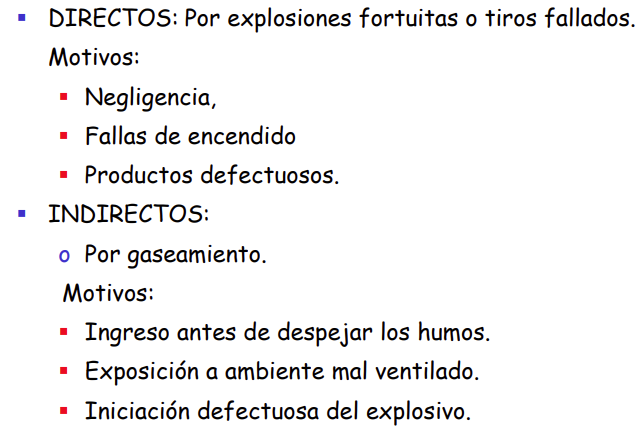 ▪ DIRECTOS: Por explosiones fortuitas o tiros fallados.
Motivos:
▪ Negligencia,
▪ Fallas de encendido
▪ Productos defectuosos.
▪ INDIRECTOS:
o Por gaseamiento.
Motivos:
▪ Ingreso antes de despejar los humos.
▪ Exposición a ambiente mal ventilado.
▪ Iniciación defectuosa del explosivo.